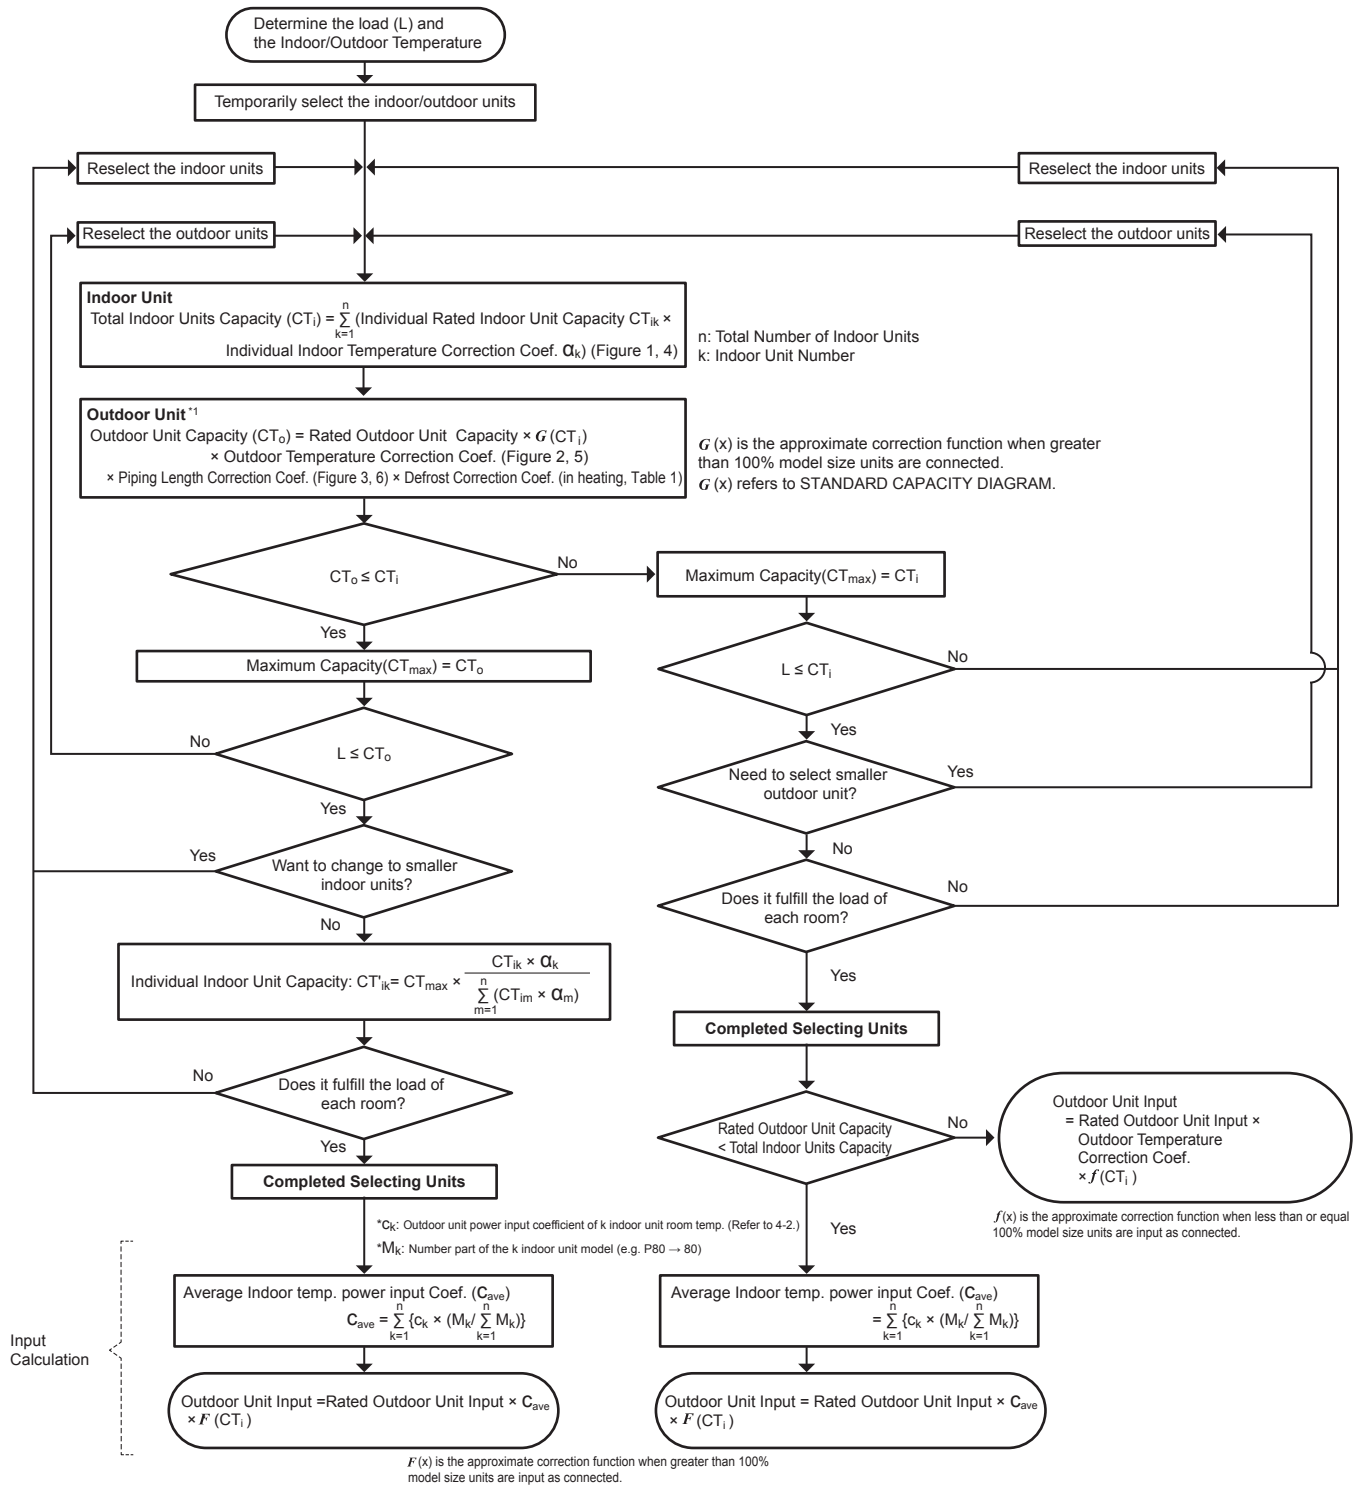 Determine the load (L) and
the Indoor/Outdoor Temperature
Temporarily select the indoor/outdoor units
Reselect the indoor units
Reselect the indoor units
Reselect the outdoor units
Reselect the outdoor units
Indoor Unit
Total Indoor Units Capacity (CTi) = n∑k=1 (Individual Rated Indoor Unit Capacity CTik ×
Individual Indoor Temperature Correction Coef. αk) (Figure 1, 4)
n: Total Number of Indoor Units
k: Indoor Unit Number
Outdoor Unit *1
Outdoor Unit Capacity (CTo) = Rated Outdoor Unit Capacity × G (CTi)
× Outdoor Temperature Correction Coef. (Figure 2, 5)
× Piping Length Correction Coef. (Figure 3, 6) × Defrost Correction Coef. (in heating, Table 1)
G (x) is the approximate correction function when greater
than 100% model size units are connected.
G (x) refers to STANDARD CAPACITY DIAGRAM.
CTo ≤ CTi
No
Maximum Capacity(CTmax) = CTi
Yes
Maximum Capacity(CTmax) = CTo
L ≤ CTi
No
Yes
L ≤ CTo
No
Yes
Need to select smaller
outdoor unit?
Yes
No
Want to change to smaller
indoor units?
Yes
No
Does it fulfill the load of
each room?
No
Yes
Individual Indoor Unit Capacity: CT'ik= CTmax ×
CTik × αk
n∑m=1 (CTim × αm)
Completed Selecting Units
Does it fulfill the load of
each room?
No
Yes
Rated Outdoor Unit Capacity
< Total Indoor Units Capacity
No
Yes
Outdoor Unit Input
= Rated Outdoor Unit Input ×
Outdoor Temperature
Correction Coef.
× f (CTi )
f (x) is the approximate correction function when less than or equal
100% model size units are input as connected.
Completed Selecting Units
*ck: Outdoor unit power input coefficient of k indoor unit room temp. (Refer to 4-2.)
*Mk: Number part of the k indoor unit model (e.g. P80 → 80)
Input
Calculation
Average Indoor temp. power input Coef. (Cave)
Cave = n∑k=1 {ck × (Mk/ n∑k=1 Mk)}
Average Indoor temp. power input Coef. (Cave)
= n∑k=1 {ck × (Mk/ n∑k=1 Mk)}
Outdoor Unit Input =Rated Outdoor Unit Input × Cave
× F (CTi )
Outdoor Unit Input = Rated Outdoor Unit Input × Cave
× F (CTi )
F (x) is the approximate correction function when greater than 100%
model size units are input as connected.